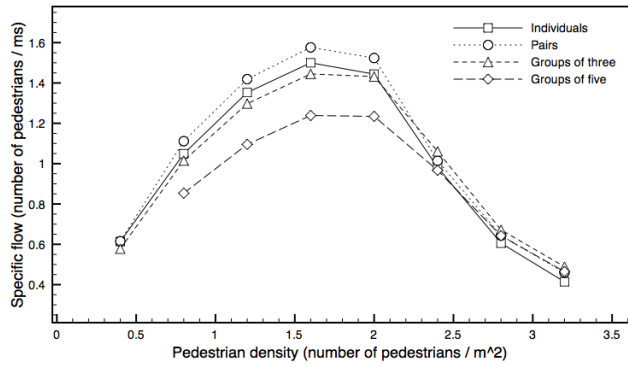 Specific flow (number of pedestrians / ms)
1.6
1.4
1.2
1
0.8
0.6
0.4
Individuals
Pairs
Groups of three
Groups of five
0 0.5 1 1.5 2 2.5 3 3.5
Pedestrian density (number of pedestrians / m^2)